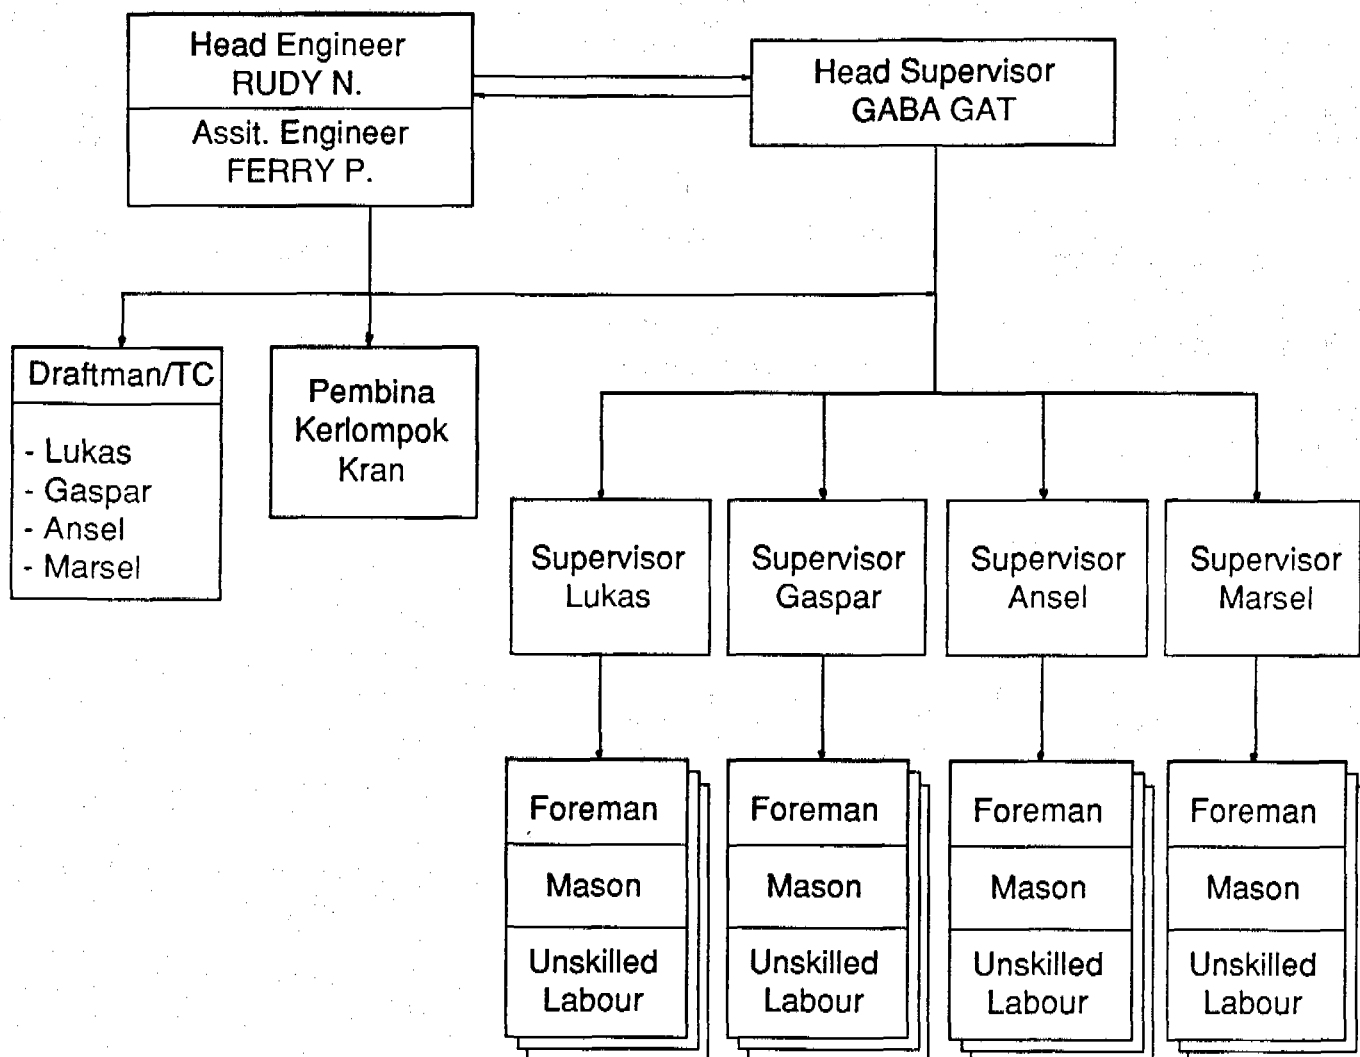 Head Engineer
RUDY N.
Assit. Engineer
FERRY P.
Head Supervisor
GABA GAT
Draftman/TC
- Lukas
- Gaspar
- Ansel
- Marsel
Pembina
Kerlompok
Kran
Supervisor
Lukas
Supervisor
Gaspar
Supervisor
Ansel
Supervisor
Marsel
Foreman
Mason
Unskilled
Labour
Foreman
Mason
Unskilled
Labour
Foreman
Mason
Unskilled
Labour
Foreman
Mason
Unskilled
Labour